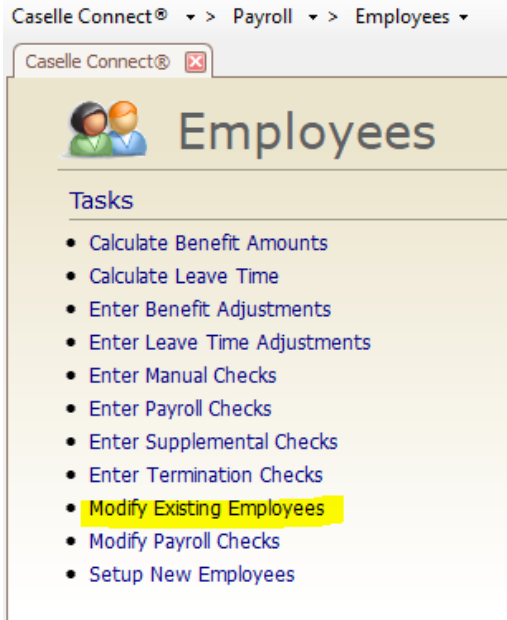 Caselle Connect® > Payroll > Employees
Caselle Connect®
Employees
Tasks
• Calculate Benefit Amounts
• Calculate Leave Time
• Enter Benefit Adjustments
• Enter Leave Time Adjustments
• Enter Manual Checks
• Enter Payroll Checks
• Enter Supplemental Checks
• Enter Termination Checks
• Modify Existing Employees
• Modify Payroll Checks
• Setup New Employees